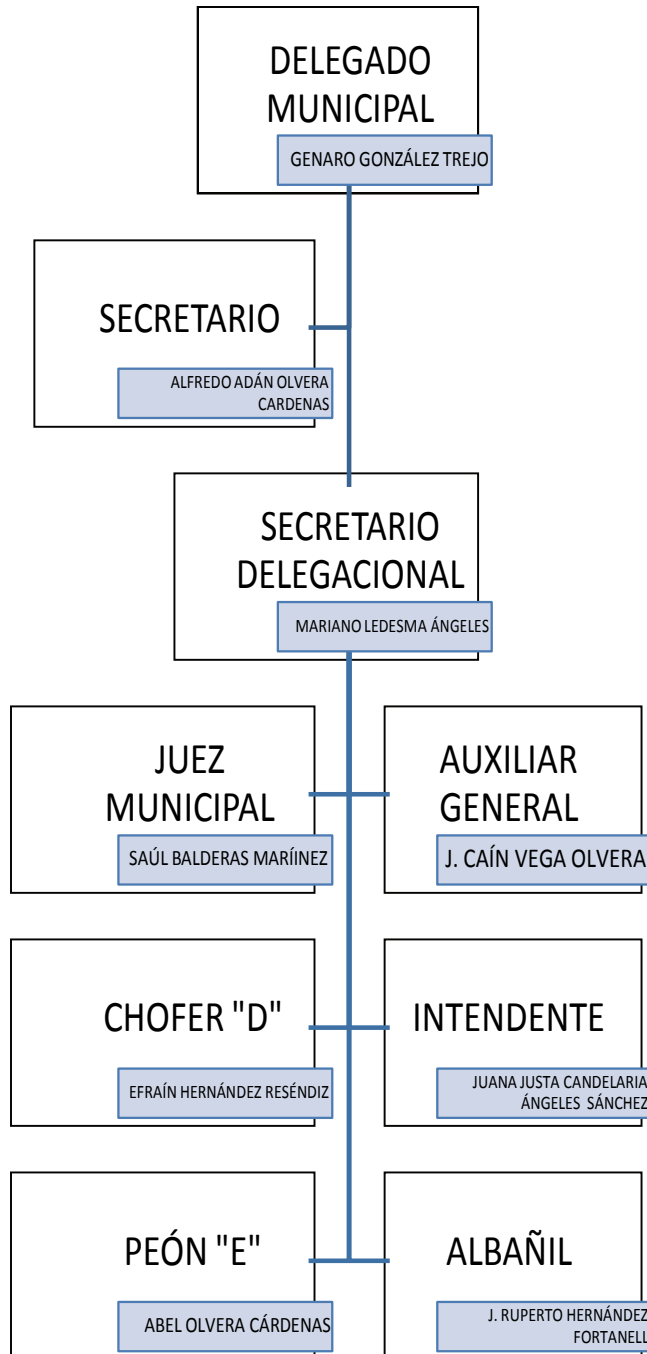 DELEGADO
MUNICIPAL
GENARO GONZÁLEZ TREJO
SECRETARIO
ALFREDO ADÁN OLVERA
CARDENAS
SECRETARIO
DELEGACIONAL
MARIANO LEDESMA ÁNGELES
JUEZ
MUNICIPAL
SAÚL BALDERAS MARÍINEZ
AUXILIAR
GENERAL
J. CAÍN VEGA OLVERA
CHOFER "D"
EFRAÍN HERNÁNDEZ RESÉNDIZ
INTENDENTE
JUANA JUSTA CANDELARIA
ÁNGELES SÁNCHEZ
PEÓN "E"
ABEL OLVERA CÁRDENAS
ALBAÑIL
J. RUPERTO HERNÁNDEZ
FORTANELL